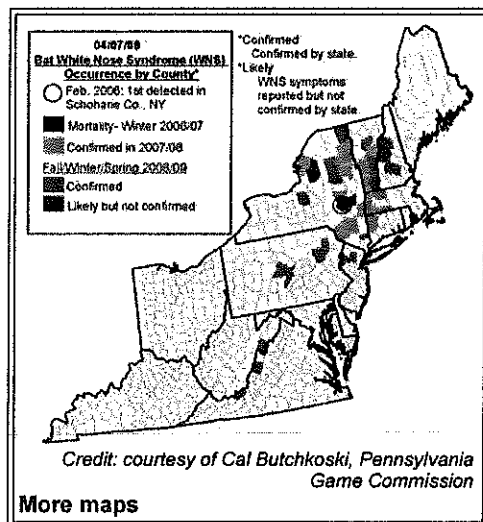 04/07/09
Bat White Nose Syndrome (WNS)
Occurrence by County*
Feb. 2006: 1st detected in
Schoharie Co., NY
Mortality- Winter 2006/07
Confirmed in 2007/08
Fall/Winter/Spring 2008/09
Confirmed
Likely but not confirmed
*Confirmed
Confirmed by state.
*Likely
WNS symptoms
reported but not
confirmed by state.
Credit: courtesy of Cal Butchkoski, Pennsylvania
Game Commission
More maps